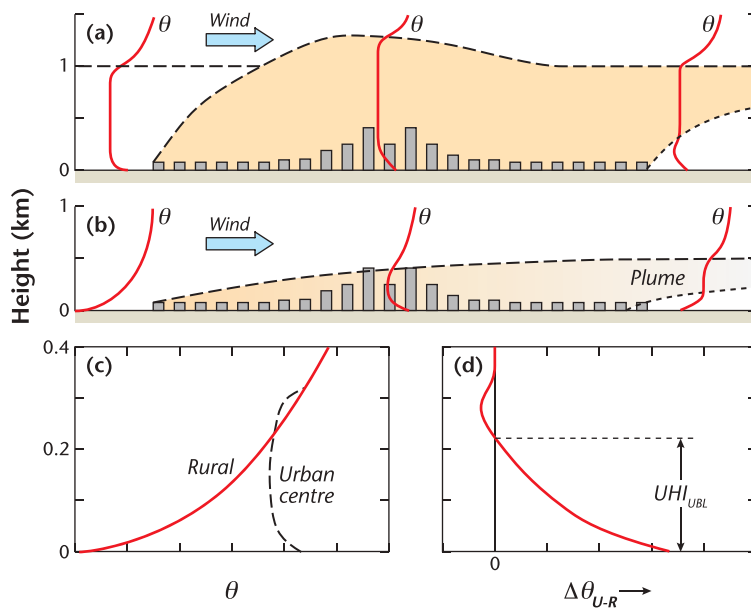 (a)
θ
Wind
θ
θ
1
0
Height (km)
(b)
θ
Wind
θ
θ
1
0
Plume
(c)
0.4
0.2
0
Rural
Urban
centre
θ
(d)
UHI_UBL
0
Δθ_U-R